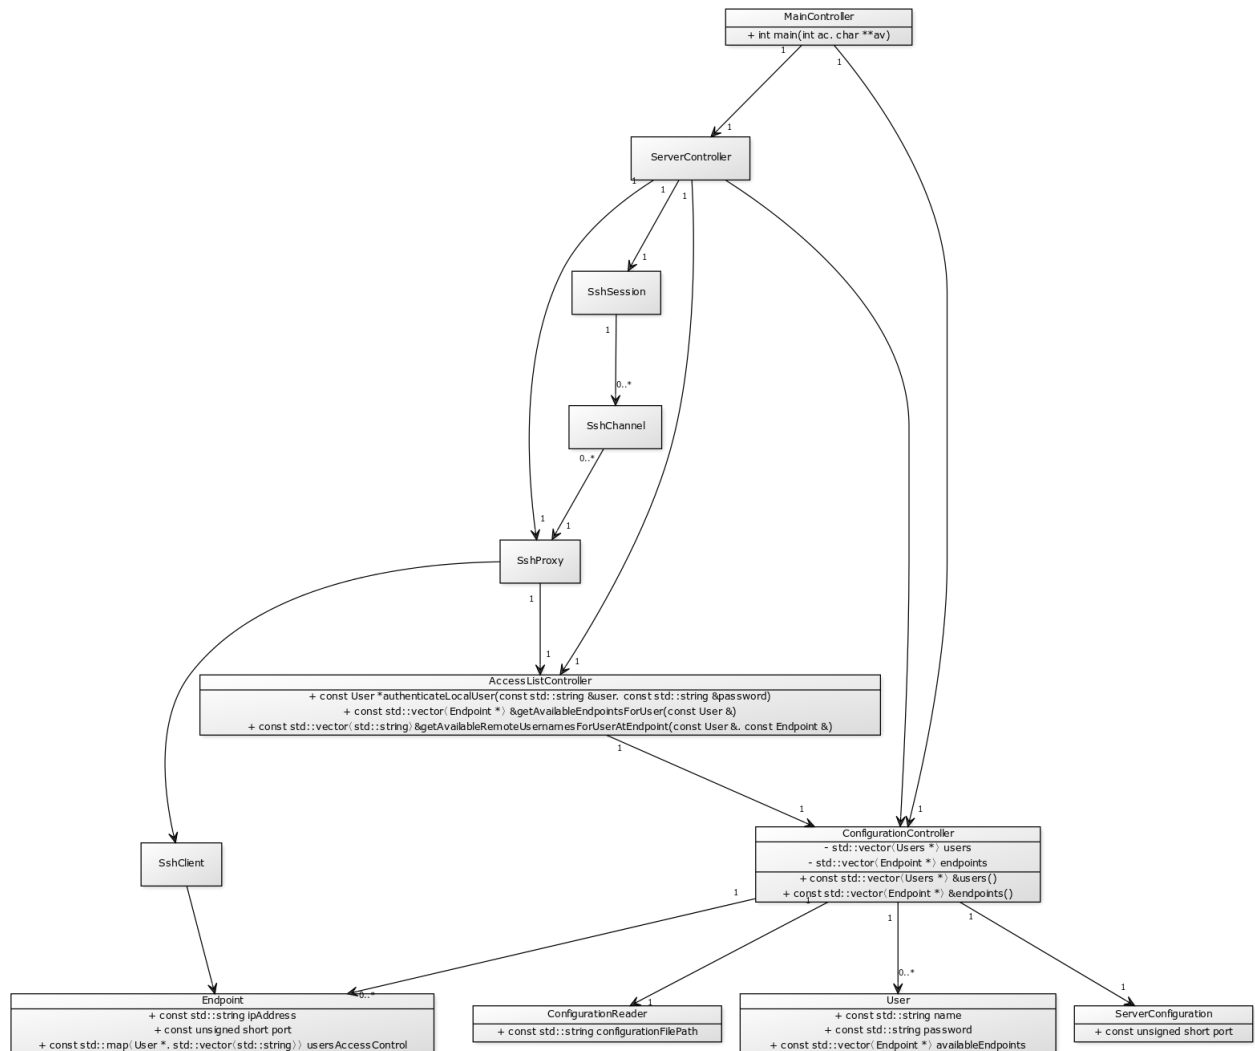 MainController
+ int main(int ac. char **av)
1
1
1
ServerController
1
1
1
1
SshSession
1
0..*
SshChannel
0..*
1
1
SshProxy
1
1
1
AccessListController
+ const User *authenticateLocalUser(const std::string &user. const std::string &password)
+ const std::vector〈Endpoint *〉 &getAvailableEndpointsForUser(const User &)
+ const std::vector〈std::string〉&getAvailableRemoteUsernamesForUserAtEndpoint(const User &. const Endpoint &)
1
1
1
ConfigurationController
- std::vector〈Users *〉 users
- std::vector〈Endpoint *〉 endpoints
+ const std::vector〈Users *〉 &users()
+ const std::vector〈Endpoint *〉 &endpoints()
SshClient
1
1
1
1
0..*
1
0..*
1
Endpoint
+ const std::string ipAddress
+ const unsigned short port
+ const std::map〈User *. std::vector〈std::string〉〉 usersAccessControl
ConfigurationReader
+ const std::string configurationFilePath
User
+ const std::string name
+ const std::string password
+ const std::vector〈Endpoint *〉 availableEndpoints
ServerConfiguration
+ const unsigned short port